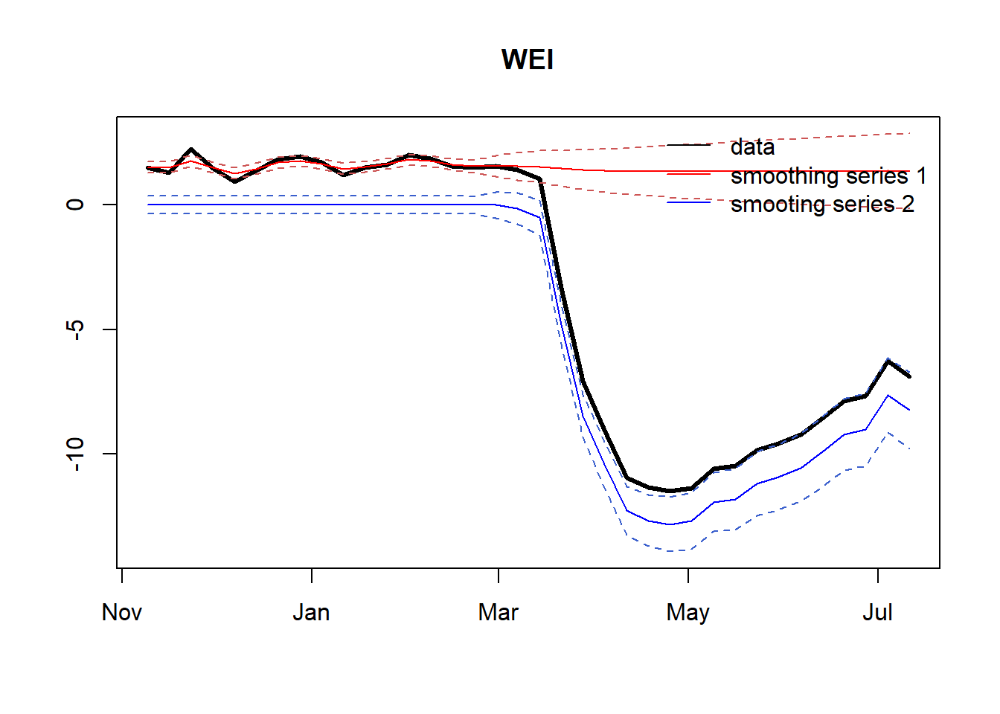 WEI
data
smoothing series 1
smooting series 2
0
-5
-10
Nov
Jan
Mar
May
Jul